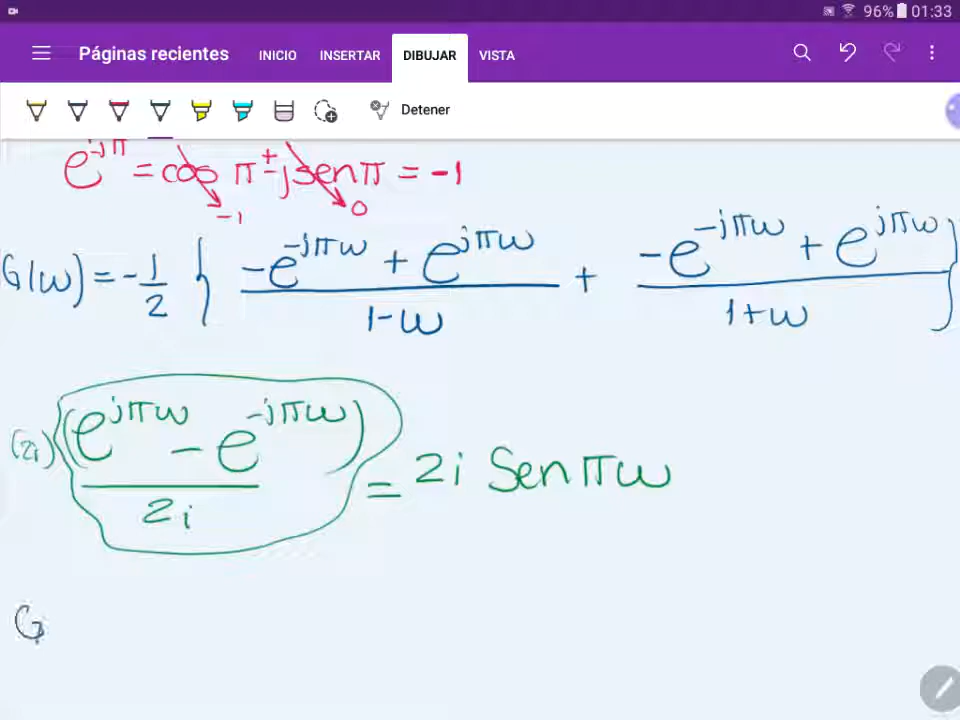 96% 01:33
Páginas recientes INICIO INSERTAR DIBUJAR VISTA
Detener
e^{±jπ} = cos π ± j sen π = -1
-1 0
G(ω) = -1/2 { (-e^{-jπω} + e^{jπω})/(1-ω) + (-e^{-jπω} + e^{jπω})/(1+ω) }
(2i) (e^{jπω} - e^{-jπω})/2i = 2i Sen πω
G